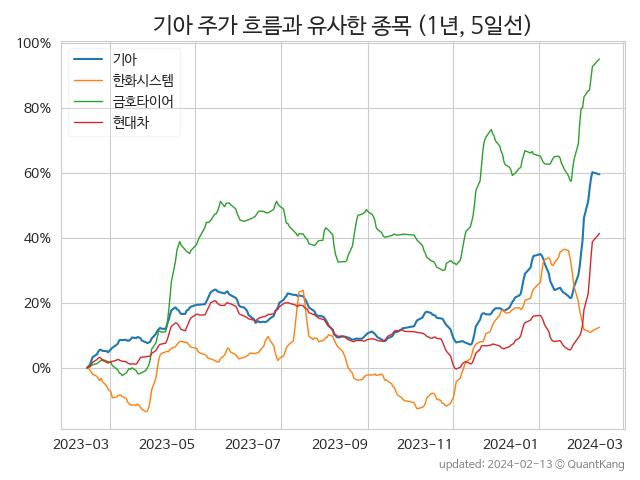 기아 주가 흐름과 유사한 종목 (1년, 5일선)
100%
80%
60%
40%
20%
0%
기아
한화시스템
금호타이어
현대차
2023-03 2023-05 2023-07 2023-09 2023-11 2024-01 2024-03
updated: 2024-02-13 © QuantKang